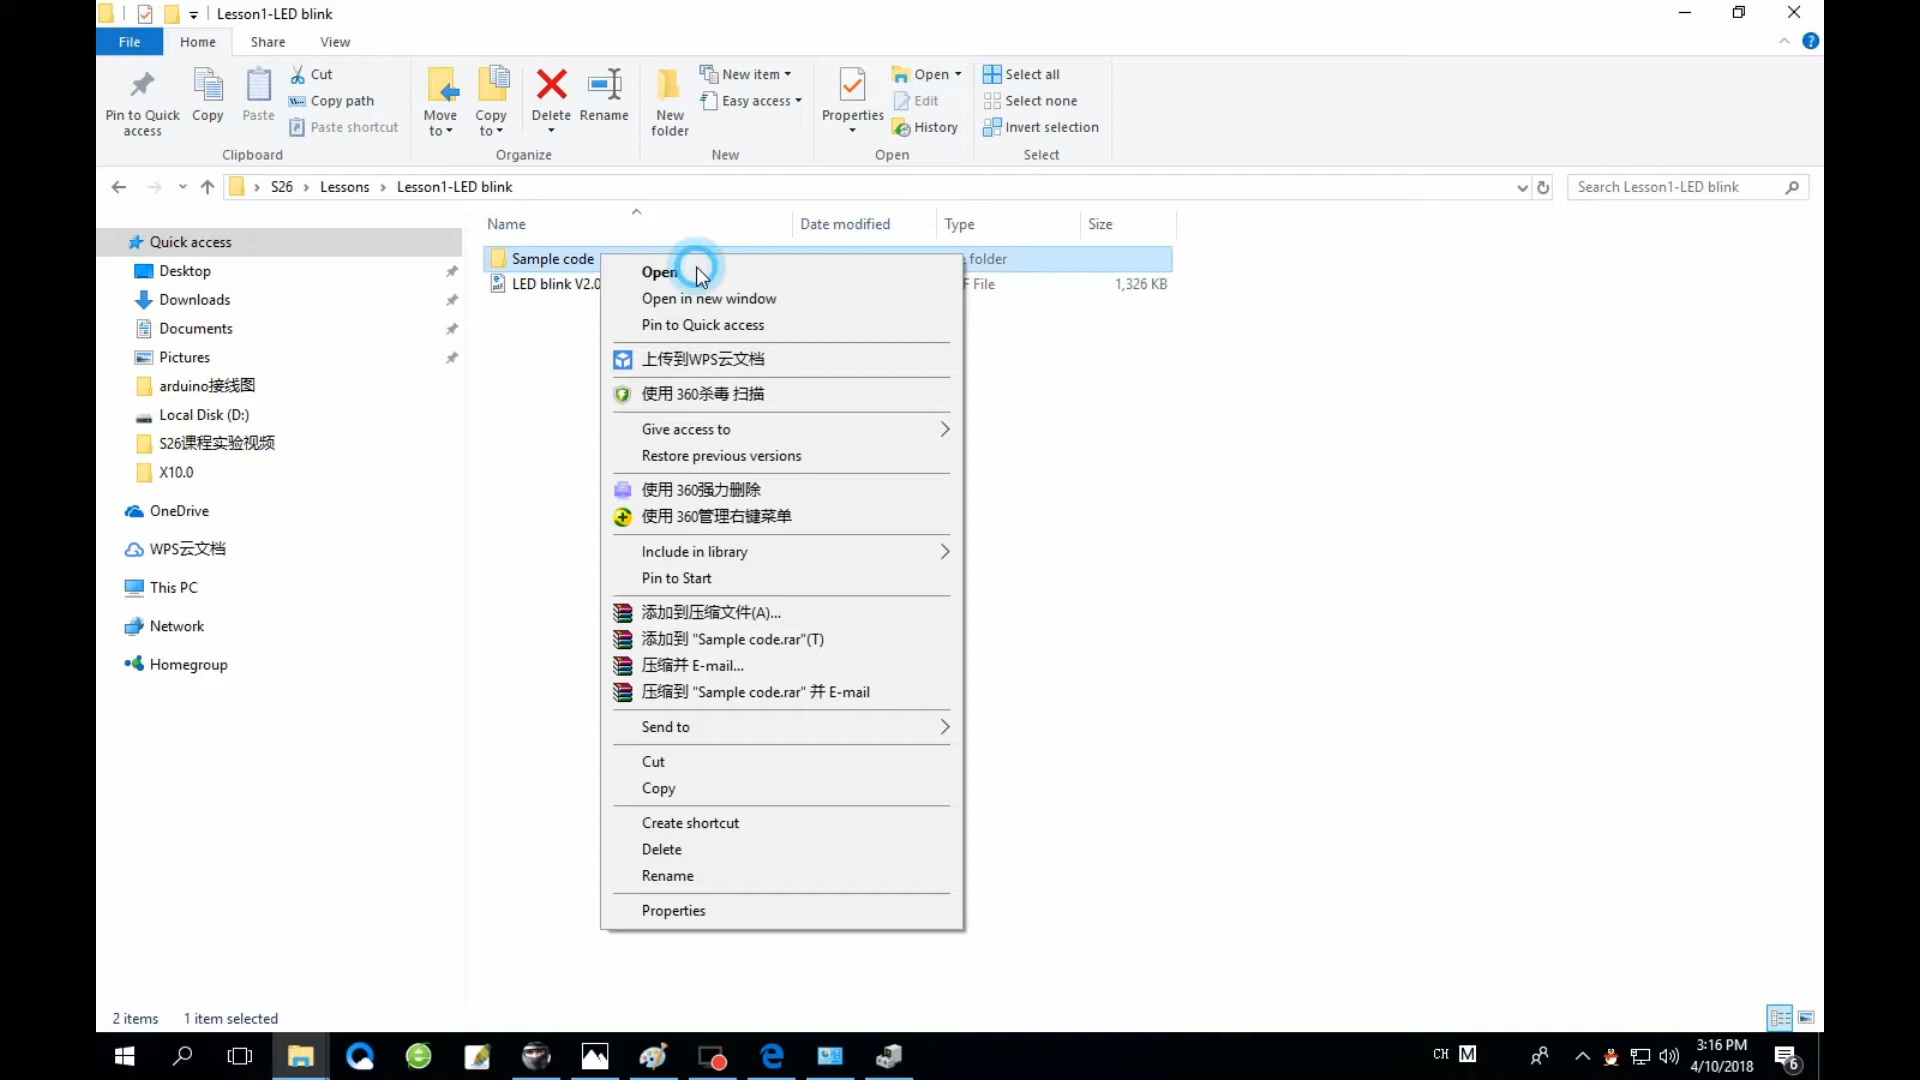 Lesson1-LED blink
File Home Share View
Pin to Quick access
Copy
Paste
Cut
Copy path
Paste shortcut
Clipboard
Move to
Copy to
Delete
Rename
Organize
New folder
New item
Easy access
New
Properties
Open
Edit
History
Open
Select all
Select none
Invert selection
Select
S26 › Lessons › Lesson1-LED blink
Search Lesson1-LED blink
Name Date modified Type Size
Sample code folder
LED blink V2.0 F File 1,326 KB
Quick access
Desktop
Downloads
Documents
Pictures
arduino接线图
Local Disk (D:)
S26课程实验视频
X10.0
OneDrive
WPS云文档
This PC
Network
Homegroup
Open
Open in new window
Pin to Quick access
上传到WPS云文档
使用 360杀毒 扫描
Give access to
Restore previous versions
使用 360强力删除
使用 360管理右键菜单
Include in library
Pin to Start
添加到压缩文件(A)...
添加到 "Sample code.rar"(T)
压缩并 E-mail...
压缩到 "Sample code.rar" 并 E-mail
Send to
Cut
Copy
Create shortcut
Delete
Rename
Properties
2 items 1 item selected
CH M
3:16 PM
4/10/2018
6